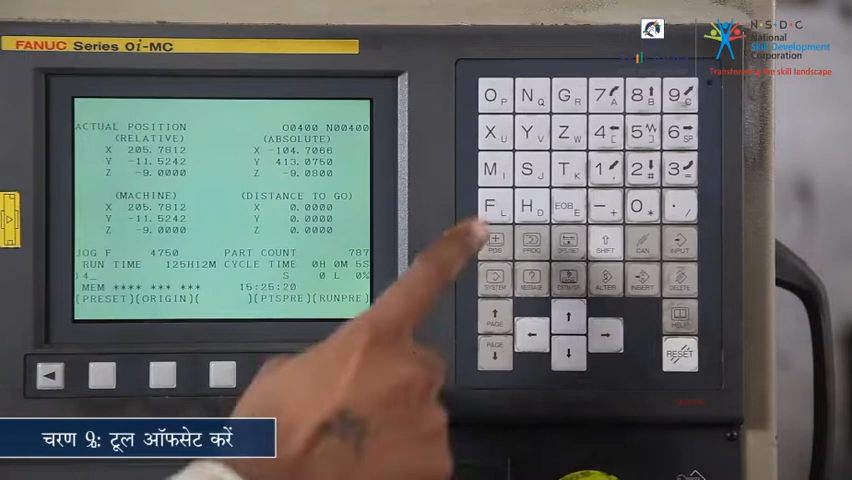 FANUC Series 0i-MC
N · S · D · C
National
Skill Development
Corporation
Transforming the skill landscape
ACTUAL POSITION O0400 N00400
(RELATIVE) (ABSOLUTE)
X 205.7812 X -104.7066
Y -11.5242 Y 413.0750
Z -9.0000 Z -9.0800
(MACHINE) (DISTANCE TO GO)
X 205.7812 X 0.0000
Y -11.5242 Y 0.0000
Z -9.0000 Z 0.0000
JOG F 4750 PART COUNT 787
RUN TIME 125H12M CYCLE TIME 0H 0M 5S
)4_ S 0 L 0%
MEM **** *** *** 15:25:20
[PRESET][ORIGIN][ ][PTSPRE][RUNPRE]
O P N Q G R 7 A 8 B 9 C
X U Y V Z W 4 [ 5 6 SP
M I S J T K 1 , 2 # 3 =
F L H D EOB E - + 0 * . /
POS PROG OFS/SET SHIFT CAN INPUT
SYSTEM MESSAGE CSTM/GR ALTER INSERT DELETE
PAGE HELP
PAGE RESET
चरण 9: टूल ऑफसेट करें